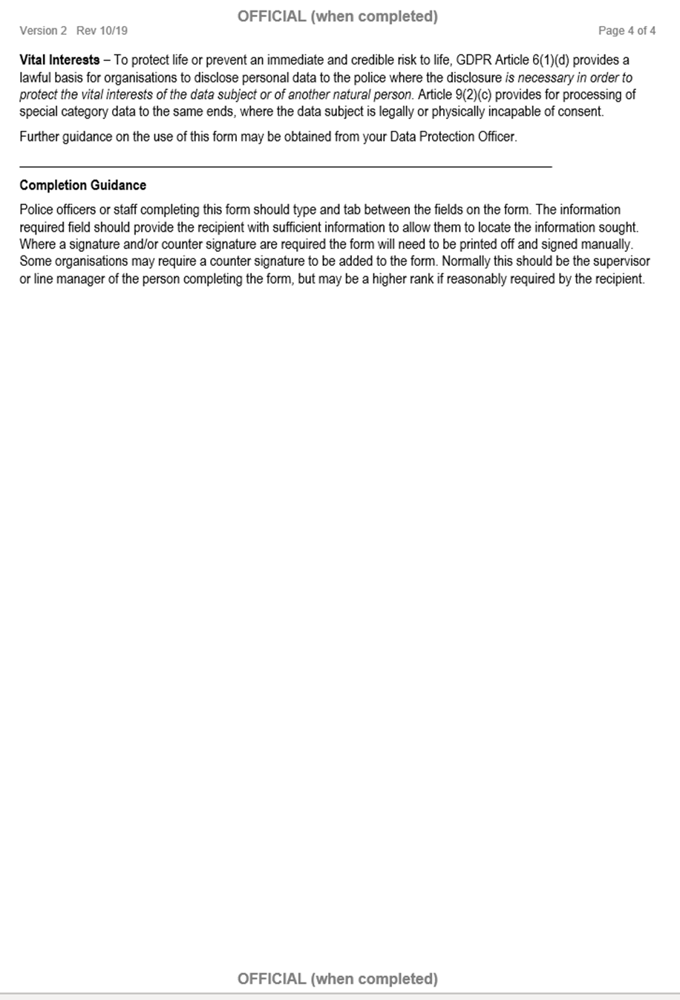 OFFICIAL (when completed)
Version 2 Rev 10/19 Page 4 of 4
Vital Interests – To protect life or prevent an immediate and credible risk to life, GDPR Article 6(1)(d) provides a
lawful basis for organisations to disclose personal data to the police where the disclosure is necessary in order to
protect the vital interests of the data subject or of another natural person. Article 9(2)(c) provides for processing of
special category data to the same ends, where the data subject is legally or physically incapable of consent.
Further guidance on the use of this form may be obtained from your Data Protection Officer.
Completion Guidance
Police officers or staff completing this form should type and tab between the fields on the form. The information
required field should provide the recipient with sufficient information to allow them to locate the information sought.
Where a signature and/or counter signature are required the form will need to be printed off and signed manually.
Some organisations may require a counter signature to be added to the form. Normally this should be the supervisor
or line manager of the person completing the form, but may be a higher rank if reasonably required by the recipient.
OFFICIAL (when completed)